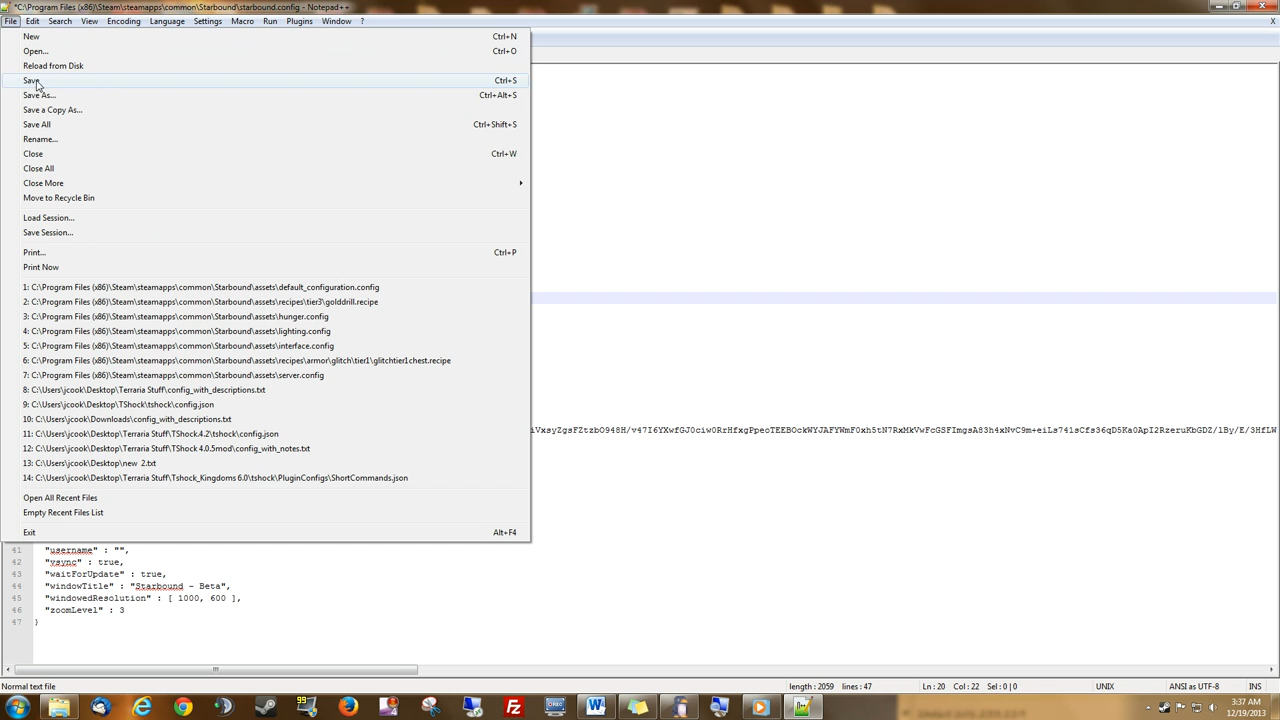 *C:\Program Files (x86)\Steam\steamapps\common\Starbound\starbound.config - Notepad++
File Edit Search View Encoding Language Settings Macro Run Plugins Window ? X
New Ctrl+N
Open... Ctrl+O
Reload from Disk
Save Ctrl+S
Save As... Ctrl+Alt+S
Save a Copy As...
Save All Ctrl+Shift+S
Rename...
Close Ctrl+W
Close All
Close More
Move to Recycle Bin
Load Session...
Save Session...
Print... Ctrl+P
Print Now
1: C:\Program Files (x86)\Steam\steamapps\common\Starbound\assets\default_configuration.config
2: C:\Program Files (x86)\Steam\steamapps\common\Starbound\assets\recipes\tier3\golddrill.recipe
3: C:\Program Files (x86)\Steam\steamapps\common\Starbound\assets\hunger.config
4: C:\Program Files (x86)\Steam\steamapps\common\Starbound\assets\lighting.config
5: C:\Program Files (x86)\Steam\steamapps\common\Starbound\assets\interface.config
6: C:\Program Files (x86)\Steam\steamapps\common\Starbound\assets\recipes\armor\glitch\tier1\glitchtier1chest.recipe
7: C:\Program Files (x86)\Steam\steamapps\common\Starbound\assets\server.config
8: C:\Users\jcook\Desktop\Terraria Stuff\config_with_descriptions.txt
9: C:\Users\jcook\Desktop\TShock\tshock\config.json
10: C:\Users\jcook\Downloads\config_with_descriptions.txt
11: C:\Users\jcook\Desktop\Terraria Stuff\TShock4.2\tshock\config.json
12: C:\Users\jcook\Desktop\Terraria Stuff\TShock 4.0.5mod\config_with_notes.txt
13: C:\Users\jcook\Desktop\new 2.txt
14: C:\Users\jcook\Desktop\Terraria Stuff\Tshock_Kingdoms 6.0\tshock\PluginConfigs\ShortCommands.json
Open All Recent Files
Empty Recent Files List
Exit Alt+F4
41 "username" : "",
42 "vsync" : true,
43 "waitForUpdate" : true,
44 "windowTitle" : "Starbound - Beta",
45 "windowedResolution" : [ 1000, 600 ],
46 "zoomLevel" : 3
47 }
Normal text file length : 2059 lines : 47 Ln : 20 Col : 22 Sel : 0 | 0 UNIX ANSI as UTF-8 INS
3:37 AM
12/19/2013